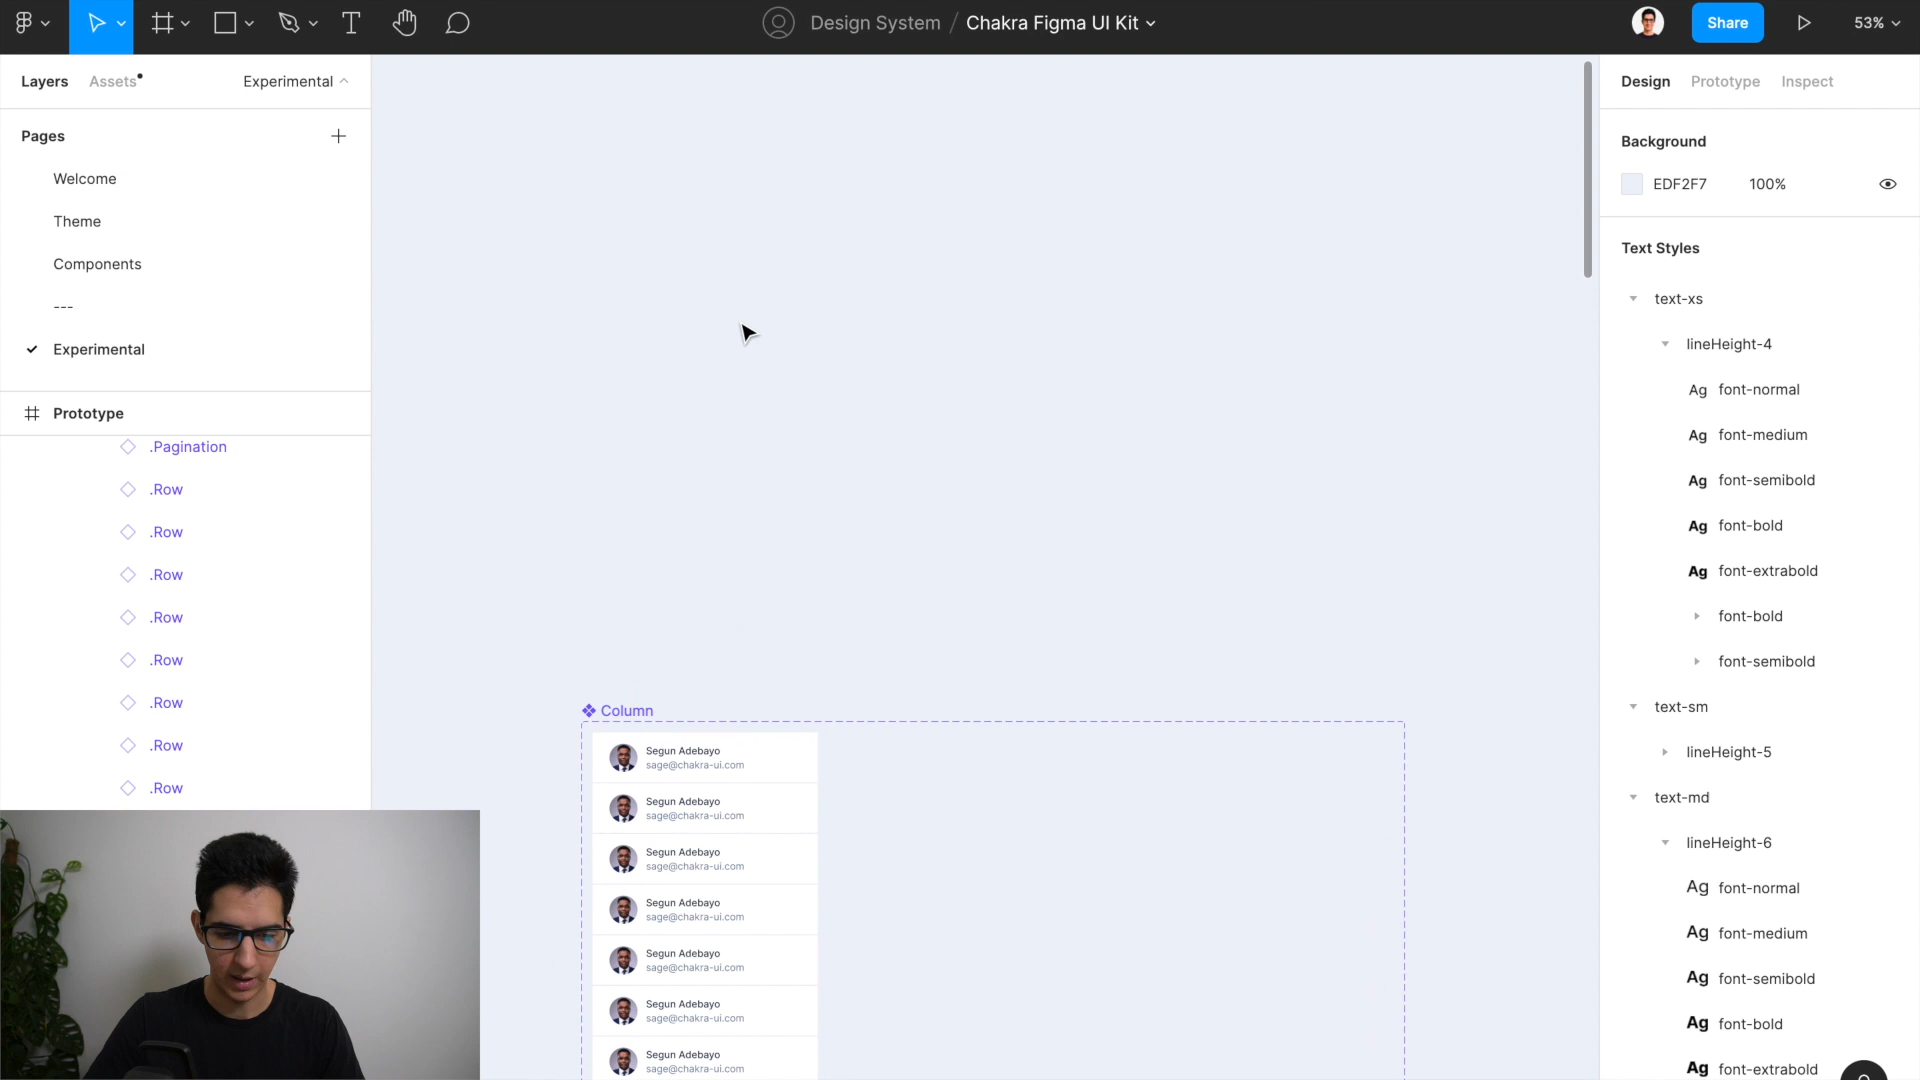 Design System / Chakra Figma UI Kit
Share
53%
Layers
Assets
Experimental
Pages
Welcome
Theme
Components
---
Experimental
Prototype
.Pagination
.Row
.Row
.Row
.Row
.Row
.Row
.Row
.Row
Column
Segun Adebayo
sage@chakra-ui.com
Segun Adebayo
sage@chakra-ui.com
Segun Adebayo
sage@chakra-ui.com
Segun Adebayo
sage@chakra-ui.com
Segun Adebayo
sage@chakra-ui.com
Segun Adebayo
sage@chakra-ui.com
Segun Adebayo
sage@chakra-ui.com
Design
Prototype
Inspect
Background
EDF2F7 100%
Text Styles
text-xs
lineHeight-4
Ag font-normal
Ag font-medium
Ag font-semibold
Ag font-bold
Ag font-extrabold
font-bold
font-semibold
text-sm
lineHeight-5
text-md
lineHeight-6
Ag font-normal
Ag font-medium
Ag font-semibold
Ag font-bold
Ag font-extrabold